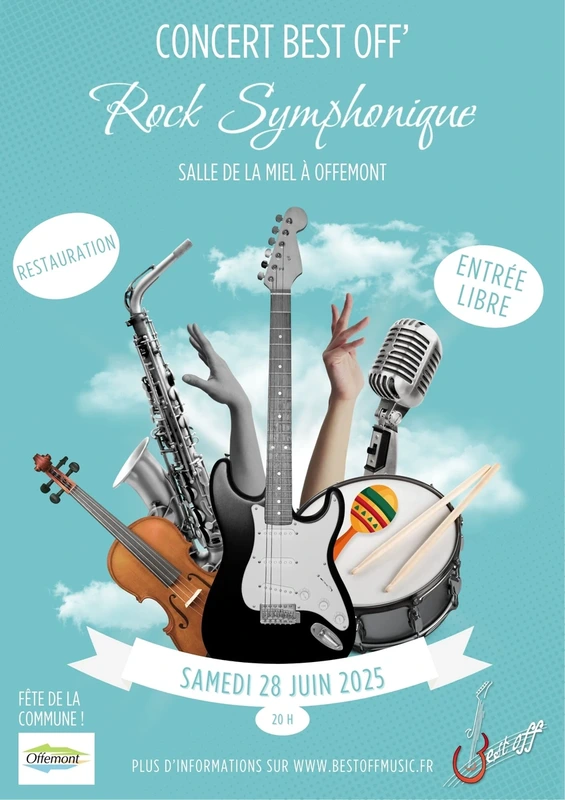 CONCERT BEST OFF'
Rock Symphonique
SALLE DE LA MIEL À OFFEMONT
RESTAURATION
ENTRÉE
LIBRE
SAMEDI 28 JUIN 2025
20 H
FÊTE DE LA
COMMUNE !
Offemont
Best off
PLUS D'INFORMATIONS SUR WWW.BESTOFFMUSIC.FR